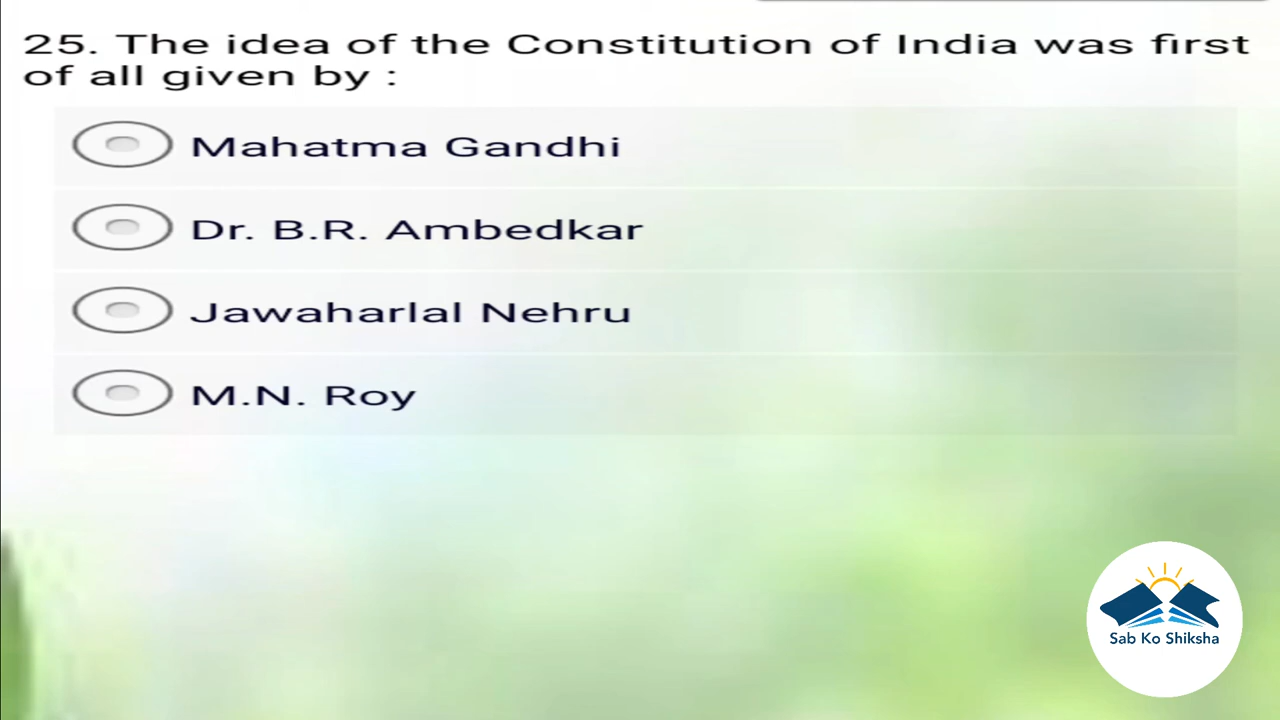 25. The idea of the Constitution of India was first
of all given by :
Mahatma Gandhi
Dr. B.R. Ambedkar
Jawaharlal Nehru
M.N. Roy
Sab Ko Shiksha